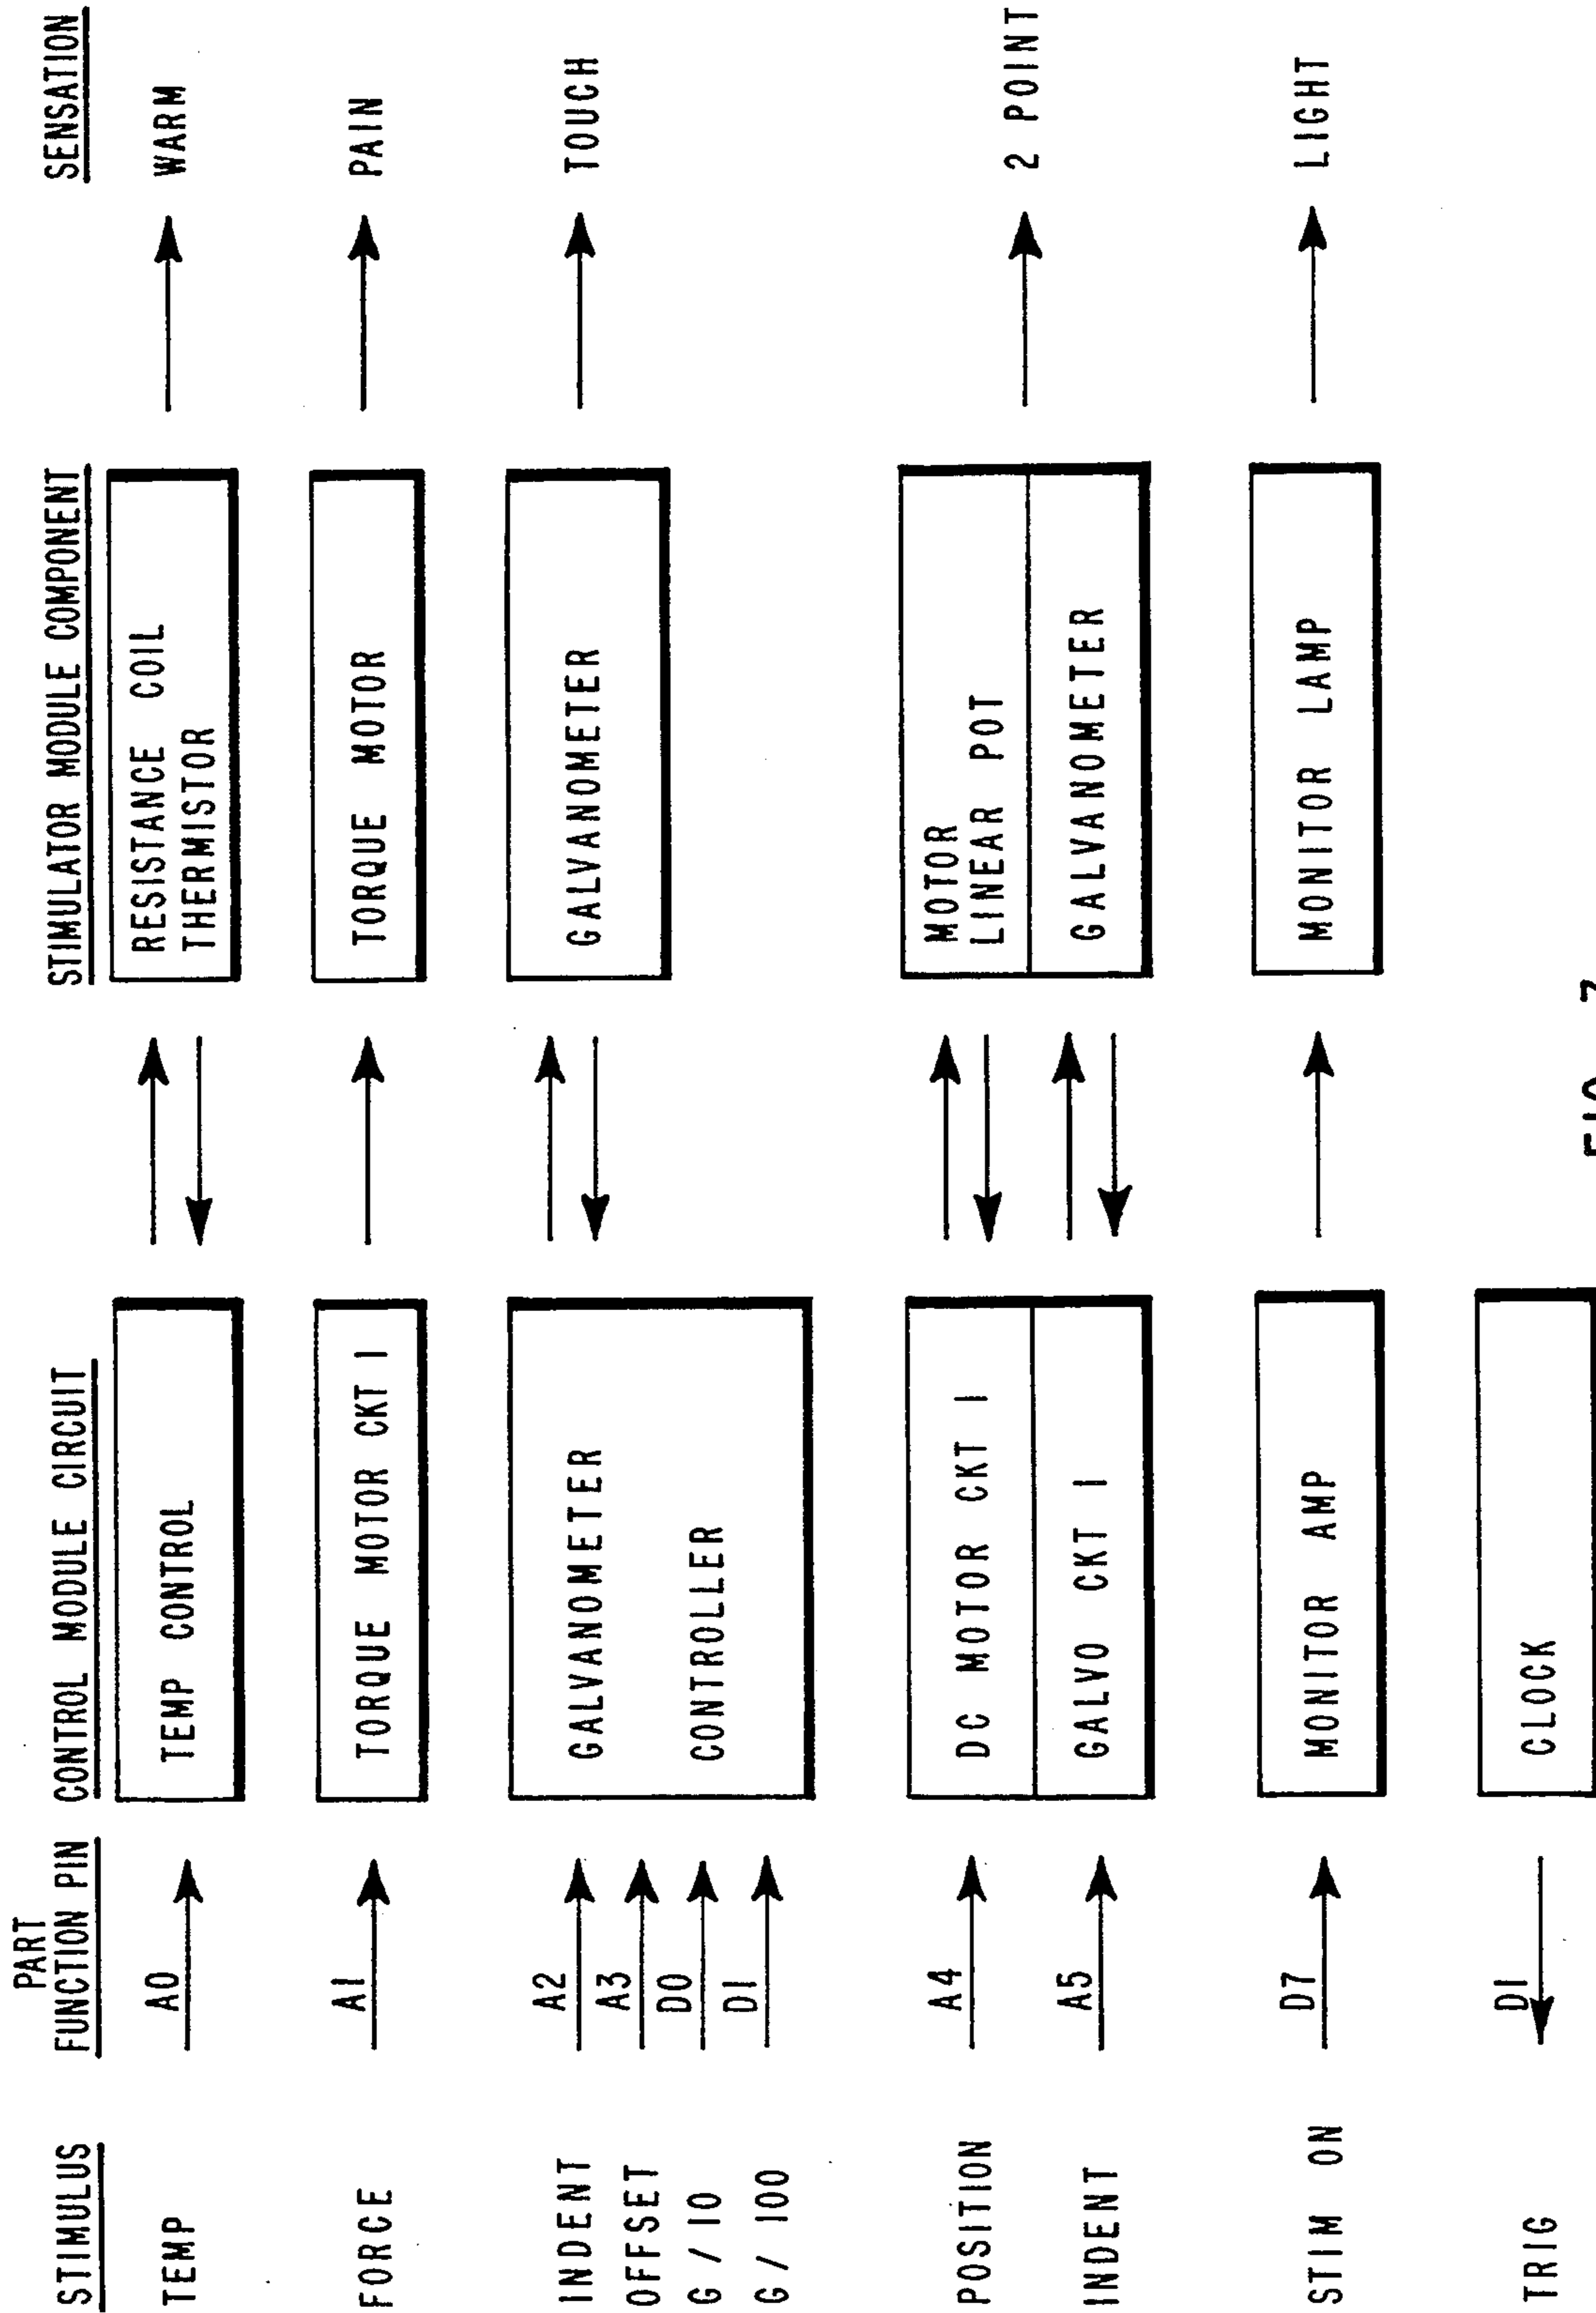 STIMULUS
PART
FUNCTION PIN
CONTROL MODULE CIRCUIT
STIMULATOR MODULE COMPONENT
SENSATION
TEMP
A0
TEMP CONTROL
RESISTANCE COIL
THERMISTOR
WARM
FORCE
A1
TORQUE MOTOR CKT 1
TORQUE MOTOR
PAIN
INDENT
A2
OFFSET
A3
G / 10
D0
G / 100
D1
GALVANOMETER
CONTROLLER
GALVANOMETER
TOUCH
POSITION
A4
DC MOTOR CKT 1
MOTOR
LINEAR POT
2 POINT
INDENT
A5
GALVO CKT 1
GALVANOMETER
STIM ON
D7
MONITOR AMP
MONITOR LAMP
LIGHT
TRIG
D1
CLOCK